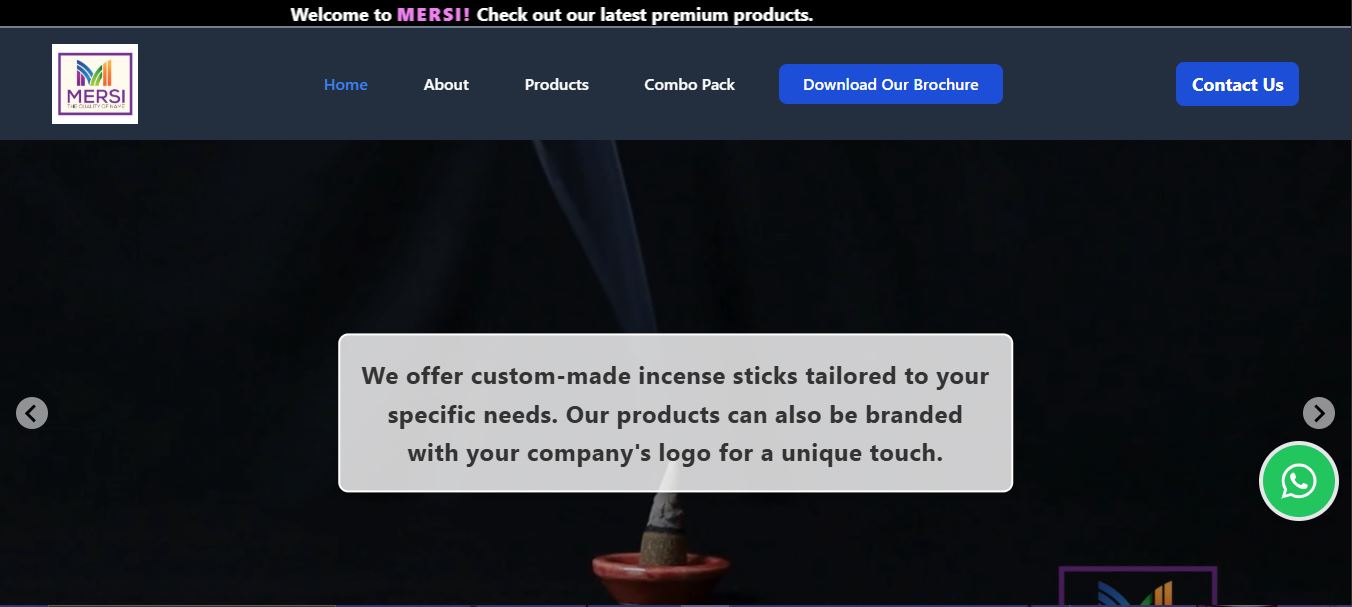 Welcome to MERSI! Check out our latest premium products.
MERSI
THE QUALITY OF NAME
Home About Products Combo Pack Download Our Brochure Contact Us
We offer custom-made incense sticks tailored to your
specific needs. Our products can also be branded
with your company's logo for a unique touch.